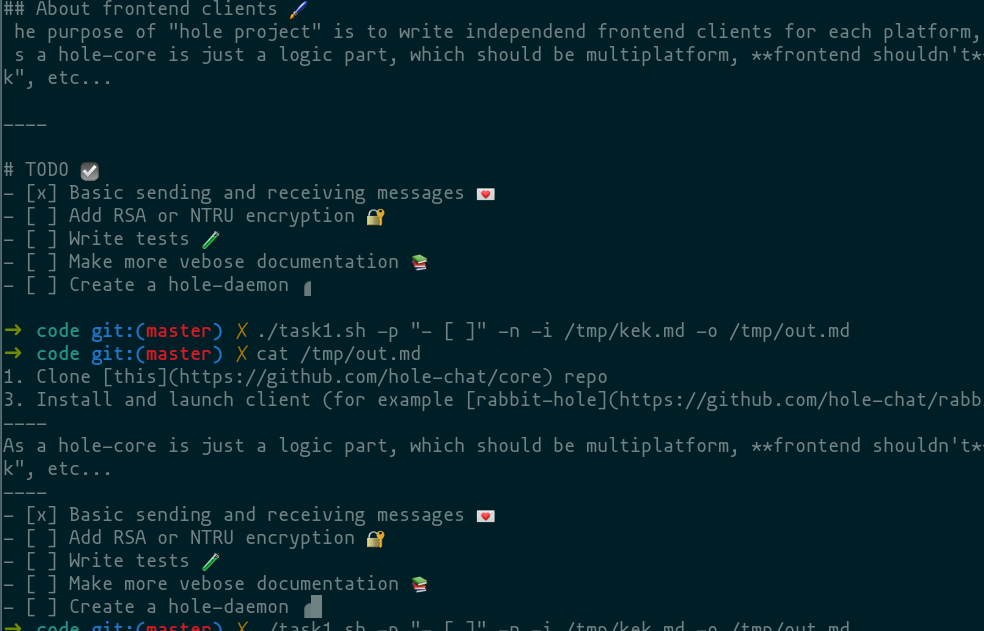 ## About frontend clients 🖌️
he purpose of "hole project" is to write independend frontend clients for each platform,
s a hole-core is just a logic part, which should be multiplatform, **frontend shouldn't*
k", etc...
----
# TODO ☑️
- [x] Basic sending and receiving messages 💌
- [ ] Add RSA or NTRU encryption 🔐
- [ ] Write tests 🧪
- [ ] Make more vebose documentation 📚
- [ ] Create a hole-daemon
➜ code git:(master) ✗ ./task1.sh -p "- [ ]" -n -i /tmp/kek.md -o /tmp/out.md
➜ code git:(master) ✗ cat /tmp/out.md
1. Clone [this](https://github.com/hole-chat/core) repo
3. Install and launch client (for example [rabbit-hole](https://github.com/hole-chat/rabb
----
As a hole-core is just a logic part, which should be multiplatform, **frontend shouldn't*
k", etc...
----
- [x] Basic sending and receiving messages 💌
- [ ] Add RSA or NTRU encryption 🔐
- [ ] Write tests 🧪
- [ ] Make more vebose documentation 📚
- [ ] Create a hole-daemon
➜ code git:(master) ✗ ./task1.sh -p "- [ ]" -n -i /tmp/kek.md -o /tmp/out.md